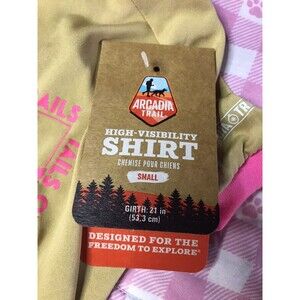 ARCADIA
TRAIL
HIGH-VISIBILITY
SHIRT
CHEMISE POUR CHIENS
SMALL
GIRTH: 21 in
(53.3 cm)
DESIGNED FOR THE
FREEDOM TO EXPLORE®
AILS